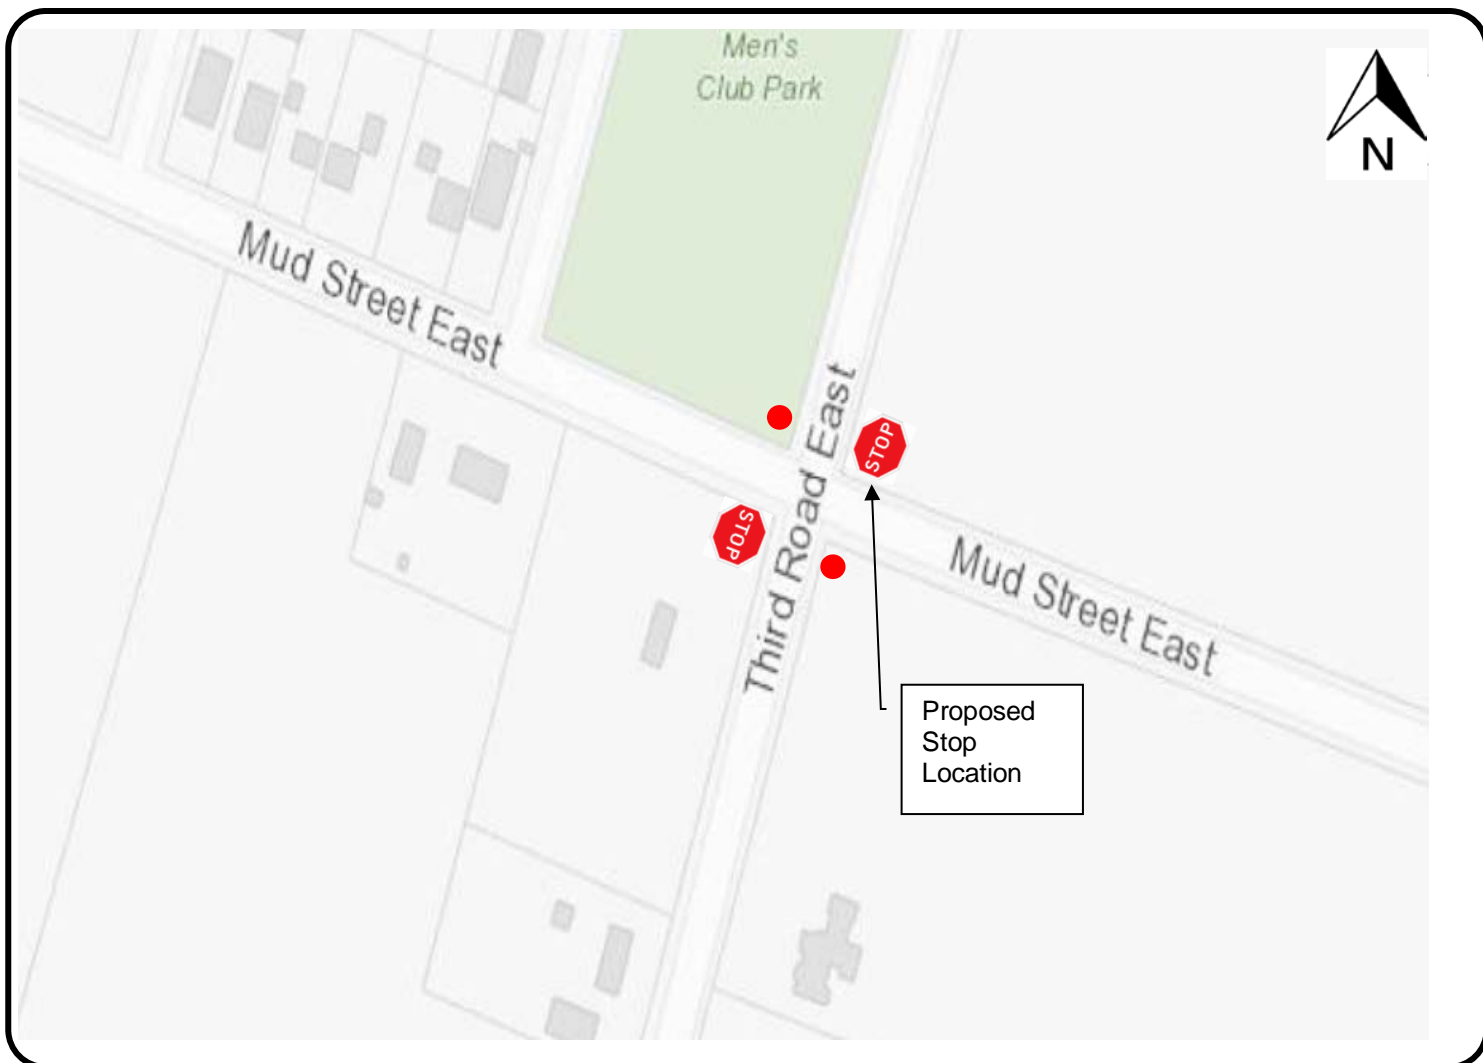 Men's
Club Park
N
Mud Street East
Third Road East
STOP
STOP
Mud Street East
Proposed
Stop
Location